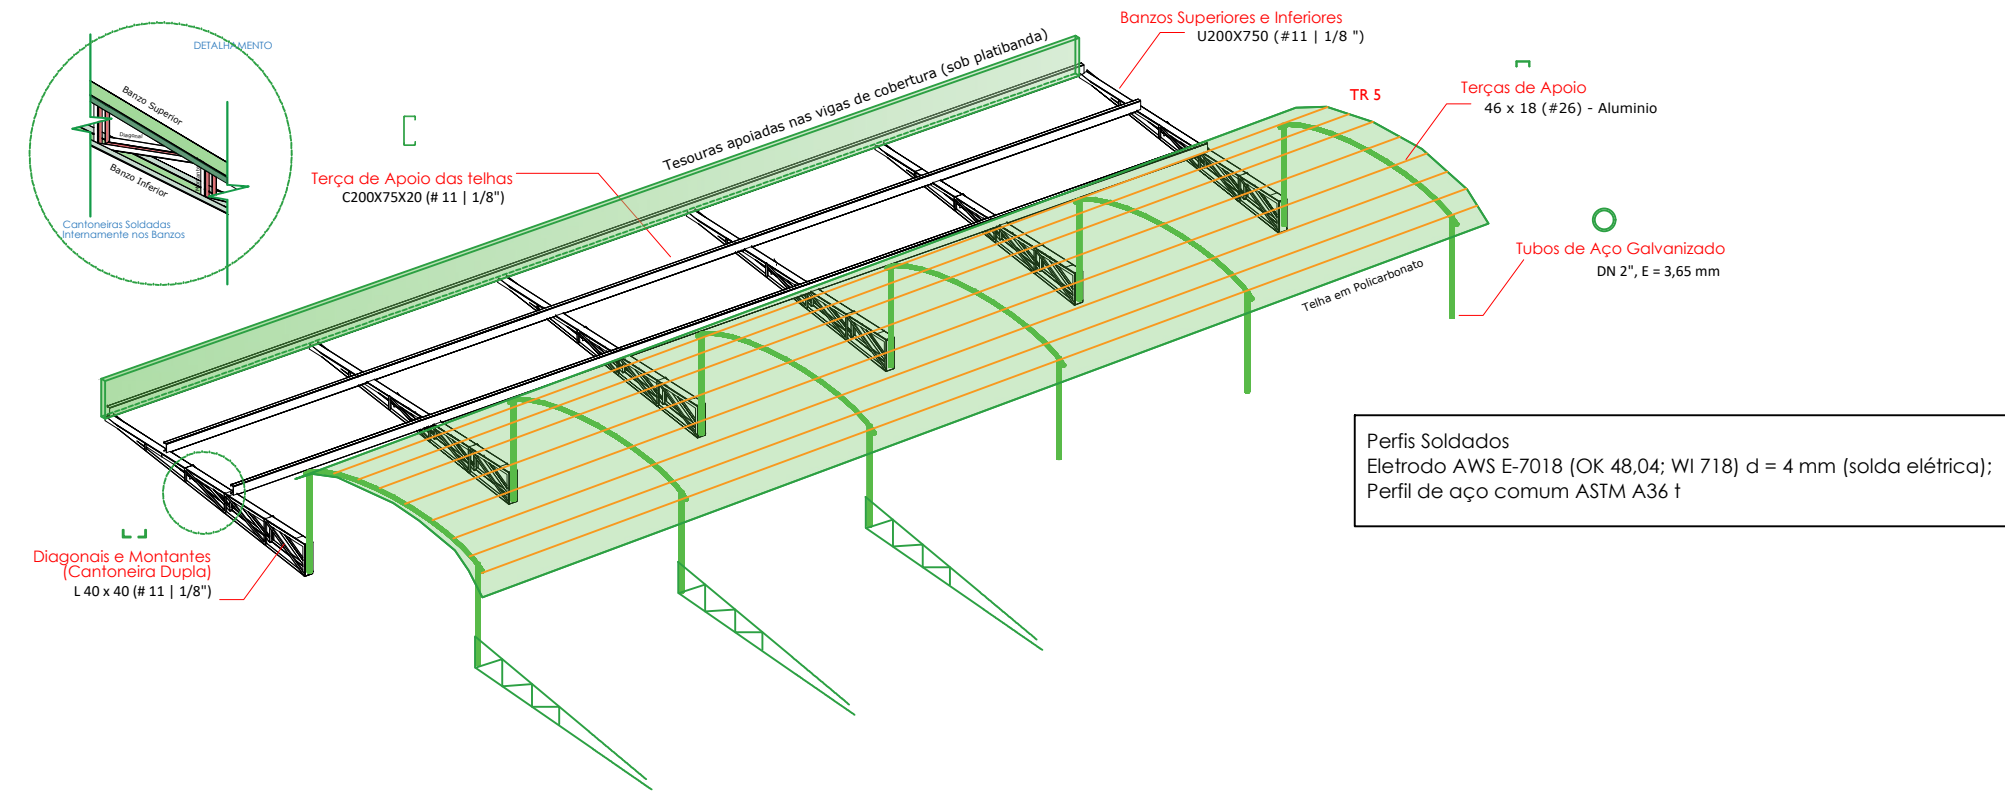 DETALHAMENTO
Banzo Superior
Diagonal
Banzo Inferior
Cantoneiras Soldadas
Internamente nos Banzos
Terça de Apoio das telhas
C200X75X20 (# 11 | 1/8")
Tesouras apoiadas nas vigas de cobertura (sob platibanda)
Banzos Superiores e Inferiores
U200X750 (#11 | 1/8 ")
TR 5
Terças de Apoio
46 x 18 (#26) - Aluminio
Tubos de Aço Galvanizado
DN 2", E = 3,65 mm
Telha em Policarbonato
Perfis Soldados
Eletrodo AWS E-7018 (OK 48,04; WI 718) d = 4 mm (solda elétrica);
Perfil de aço comum ASTM A36 t
Diagonais e Montantes
(Cantoneira Dupla)
L 40 x 40 (# 11 | 1/8")